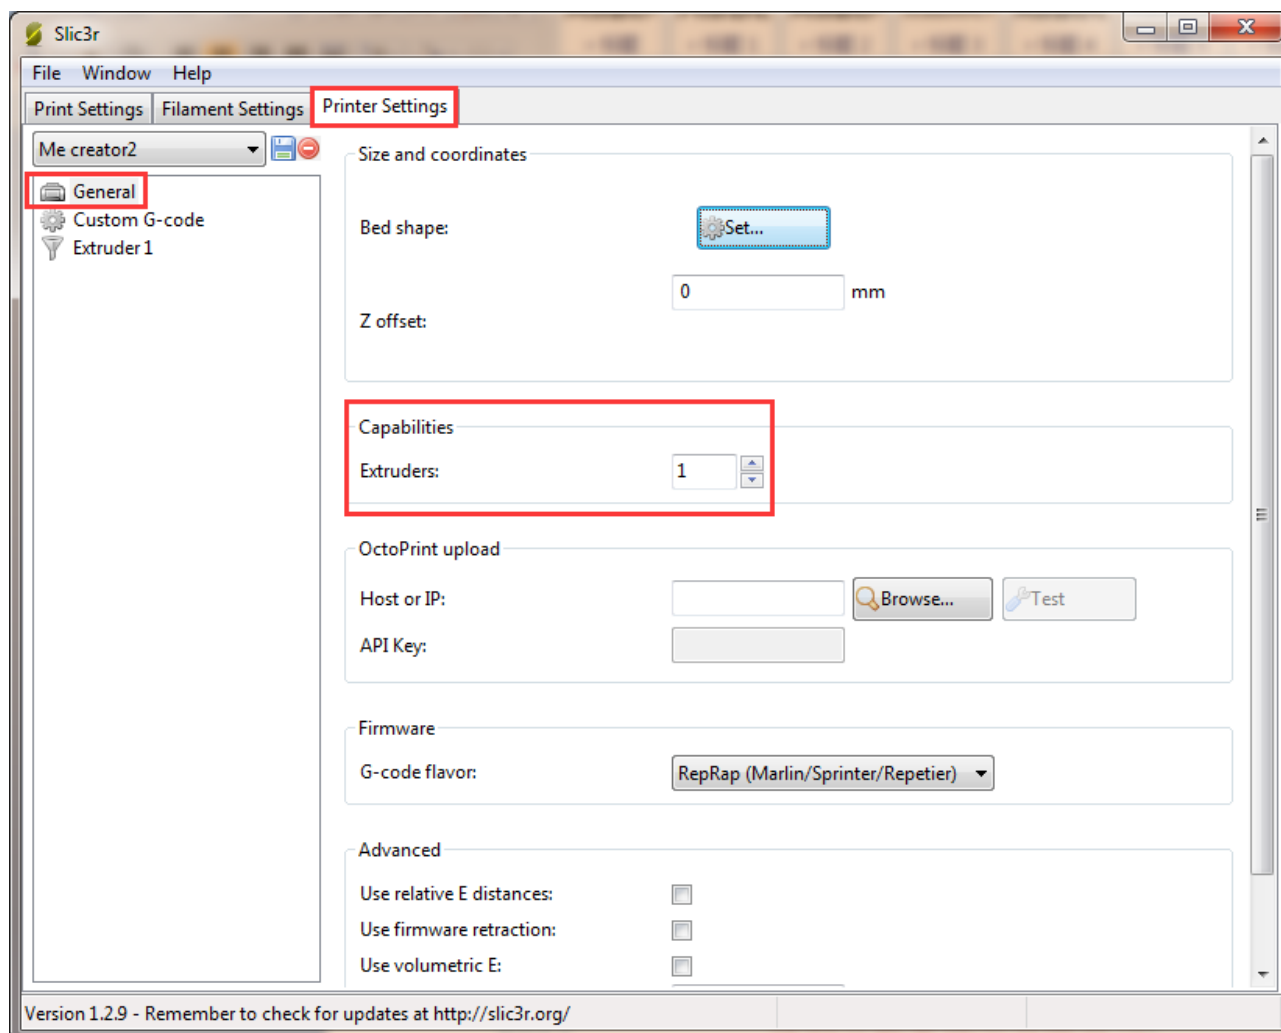 Slic3r
File Window Help
Print Settings Filament Settings Printer Settings
Me creator2
General
Custom G-code
Extruder 1
Size and coordinates
Bed shape: Set...
0 mm
Z offset:
Capabilities
Extruders: 1
OctoPrint upload
Host or IP: Browse... Test
API Key:
Firmware
G-code flavor: RepRap (Marlin/Sprinter/Repetier)
Advanced
Use relative E distances:
Use firmware retraction:
Use volumetric E:
Version 1.2.9 - Remember to check for updates at http://slic3r.org/